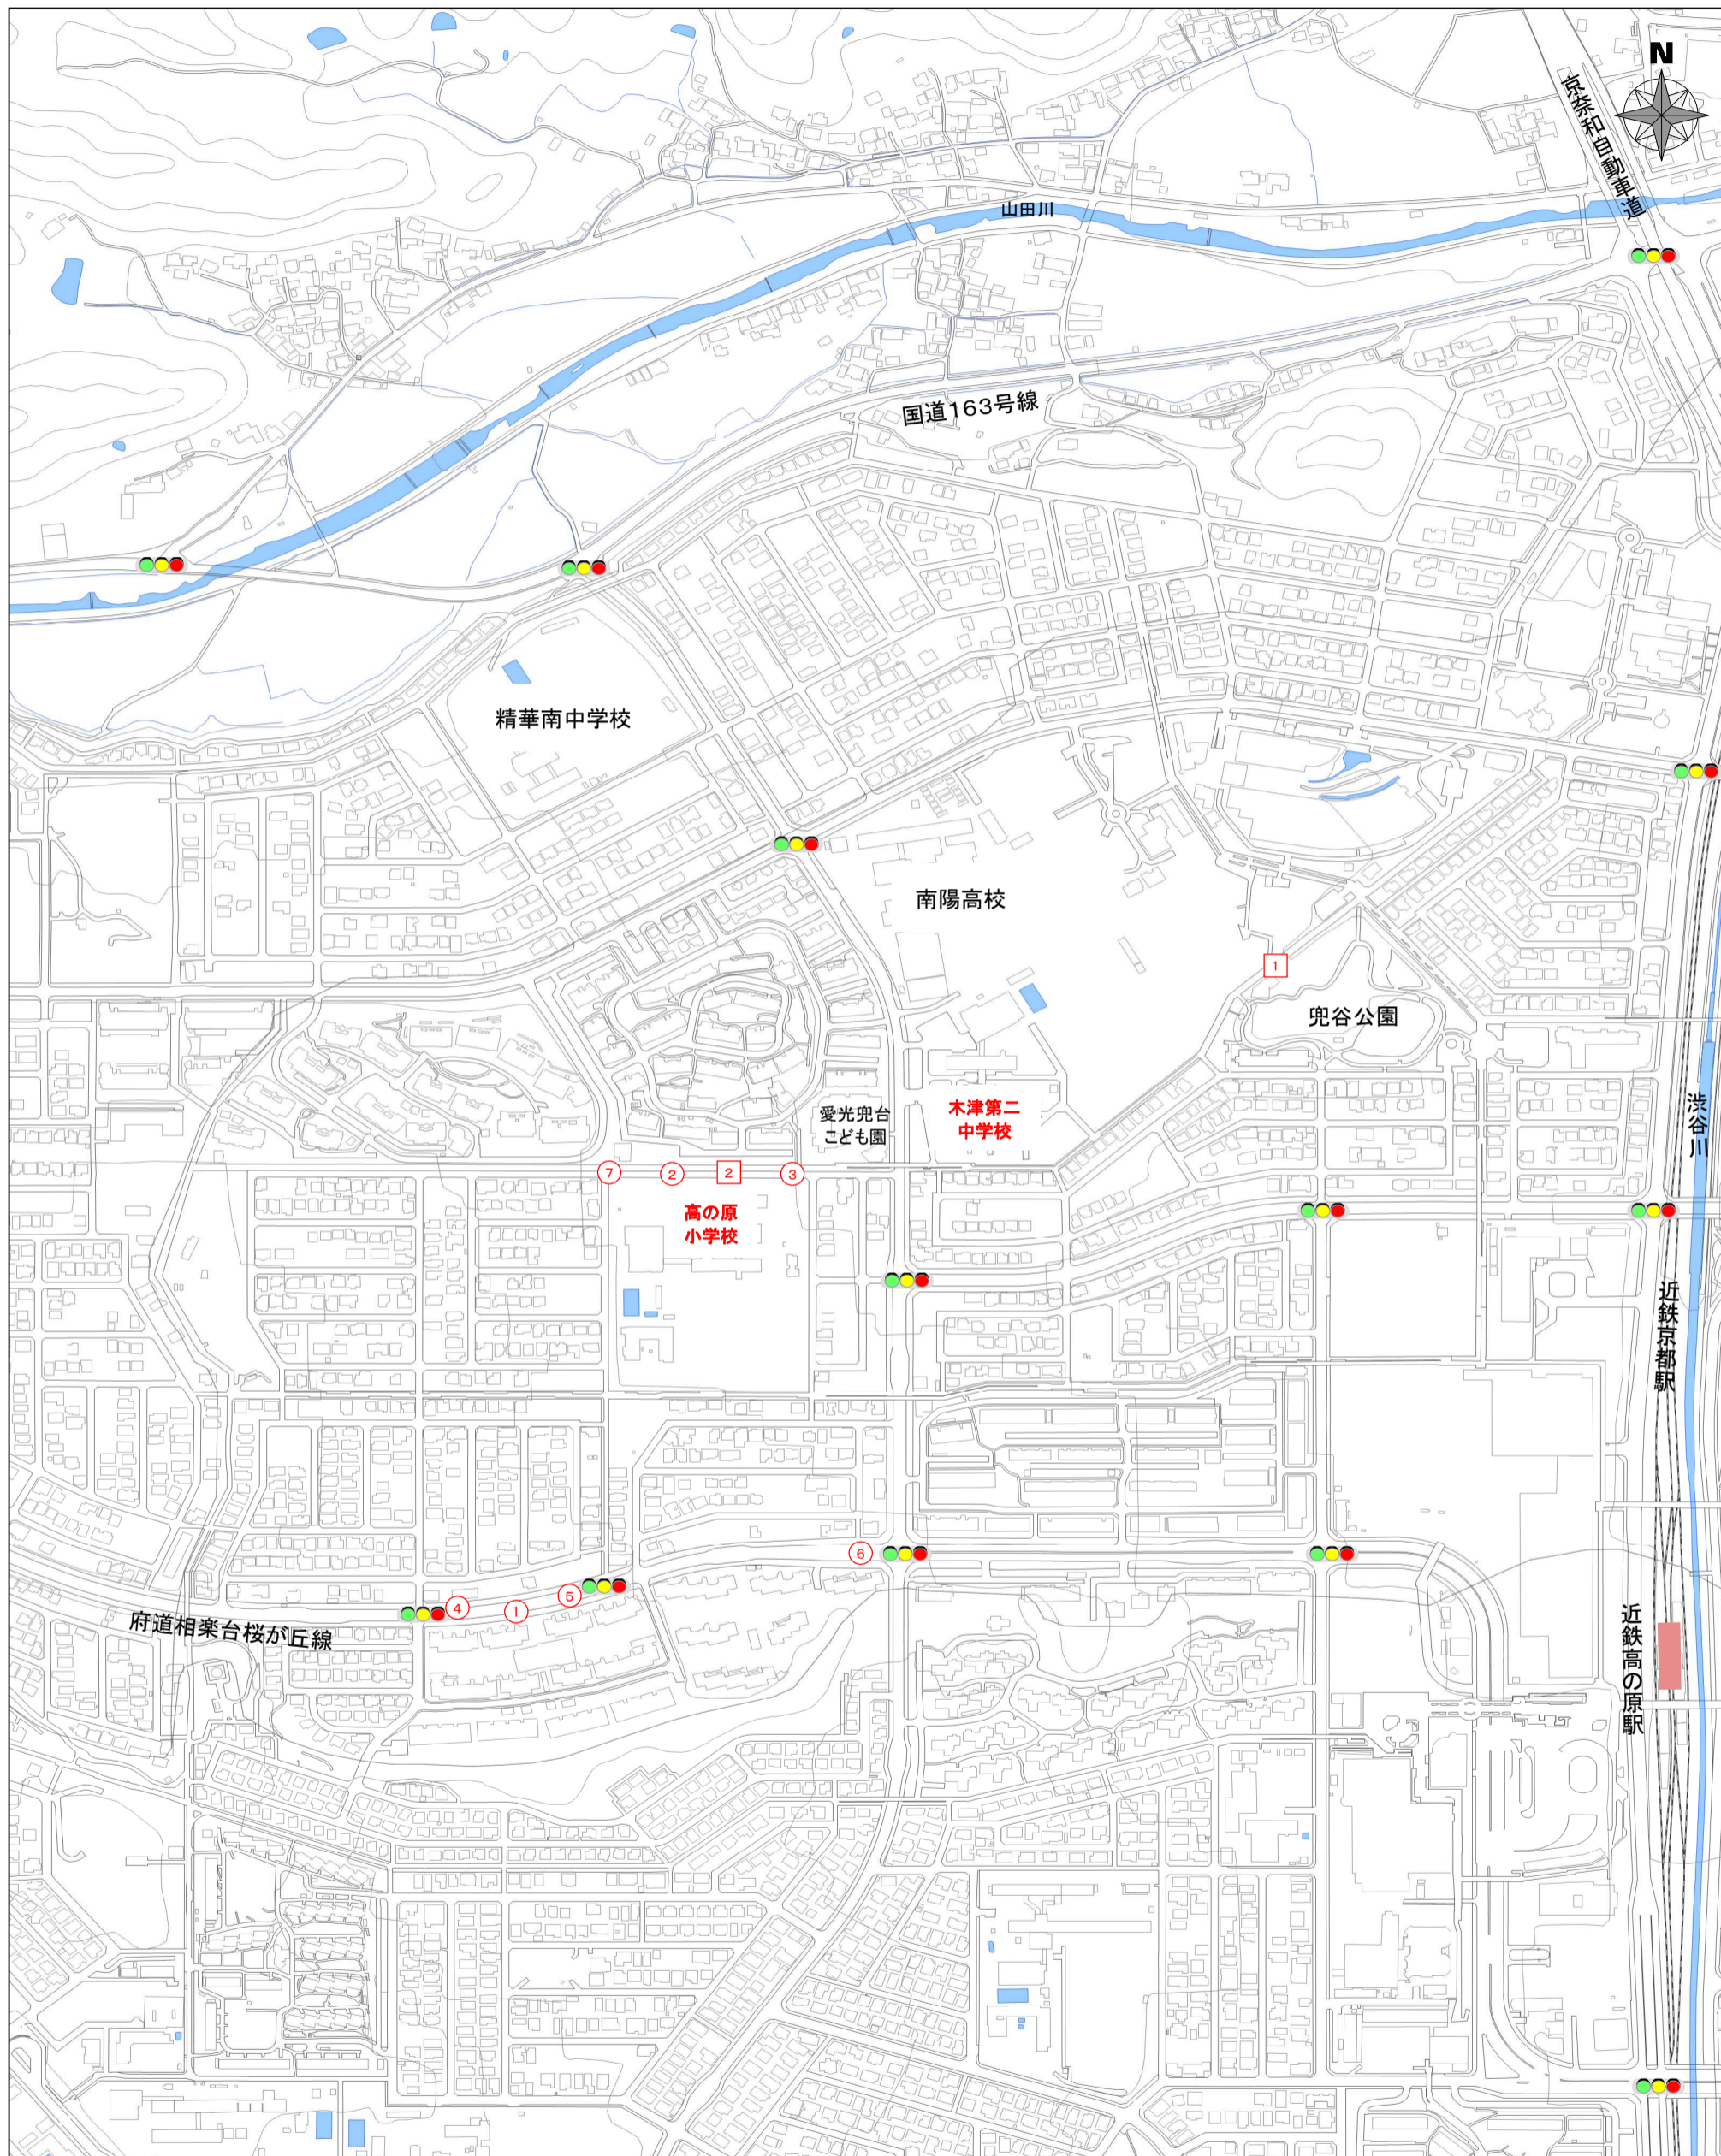 N
京奈和自動車道
山田川
国道163号線
精華南中学校
南陽高校
1
兜谷公園
愛光兜台
こども園
木津第二
中学校
渋谷川
7
2
2
3
高の原
小学校
近鉄京都駅
6
5
4
1
府道相楽台桜が丘線
近鉄高の原駅